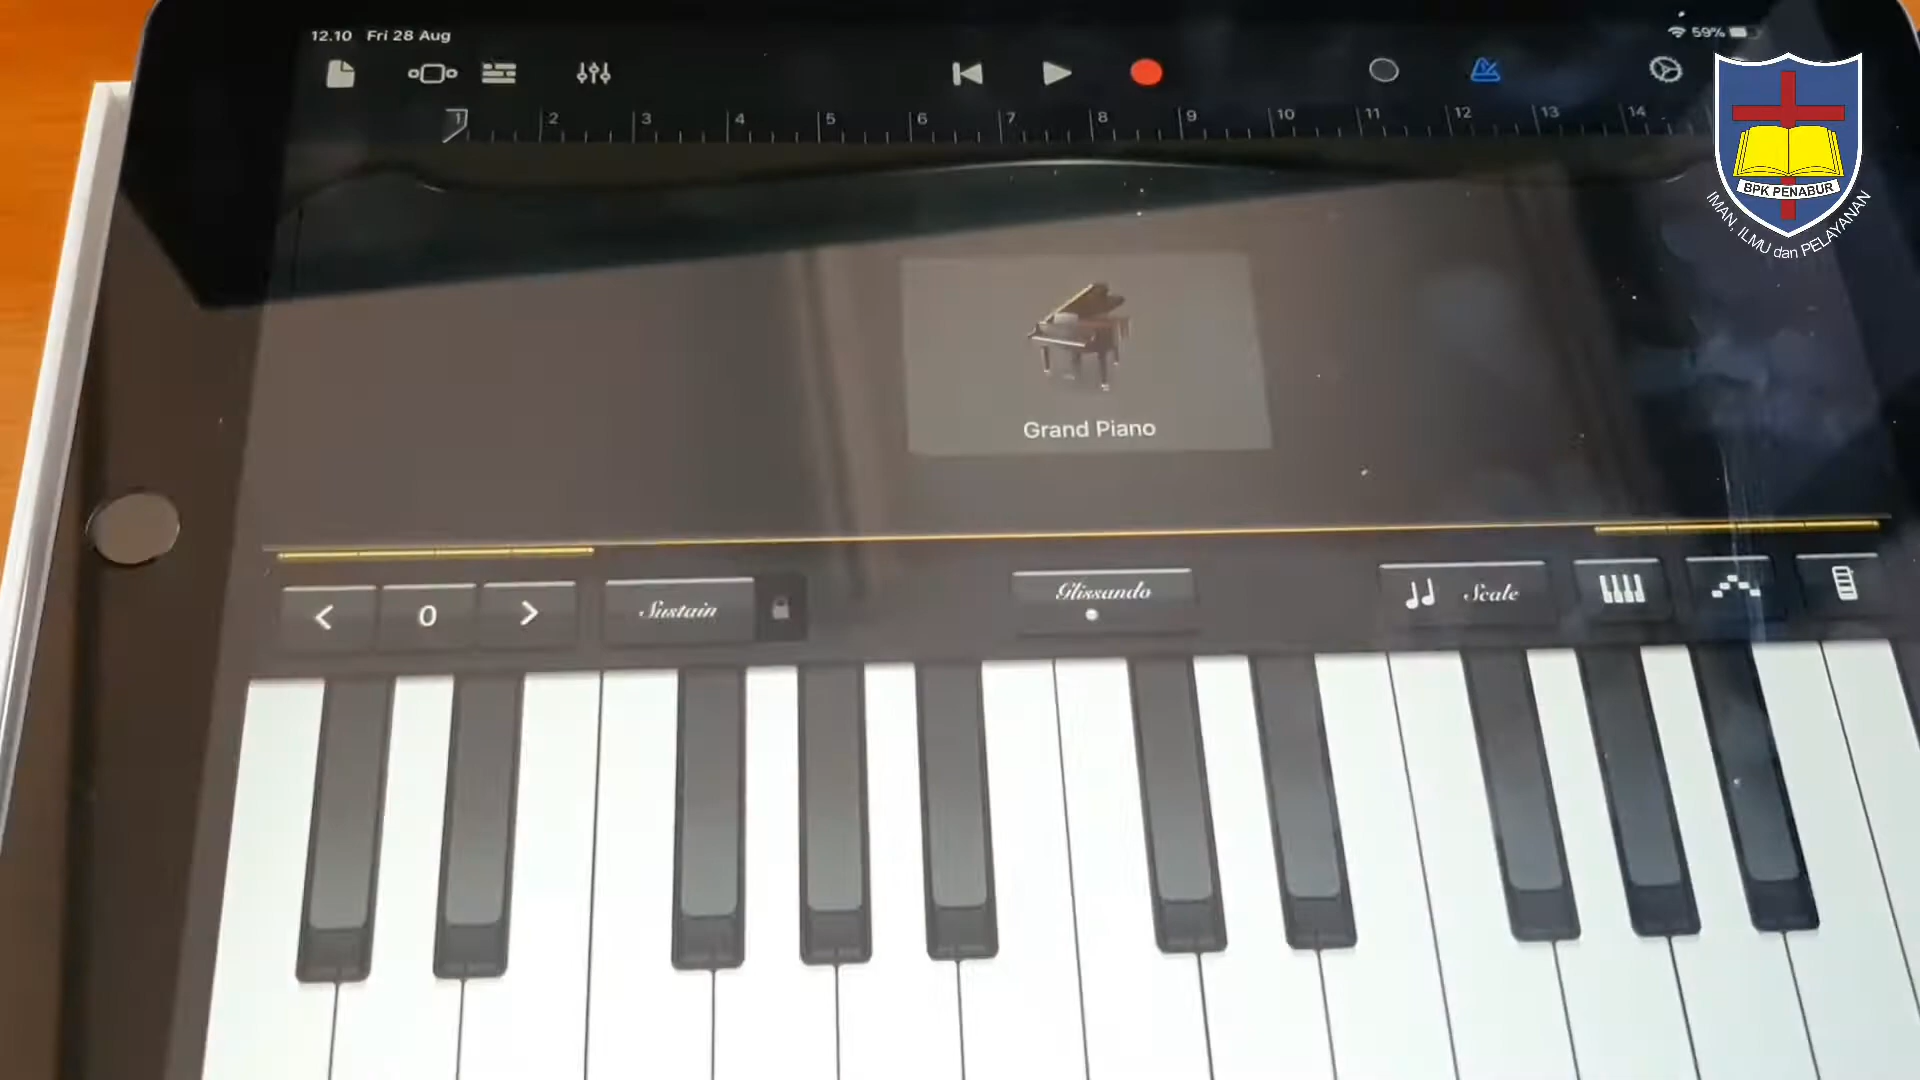 12.10 Fri 28 Aug
59%
1 2 3 4 5 6 7 8 9 10 11 12 13 14
BPK PENABUR
IMAN, ILMU dan PELAYANAN
Grand Piano
0 Sustain Glissando Scale